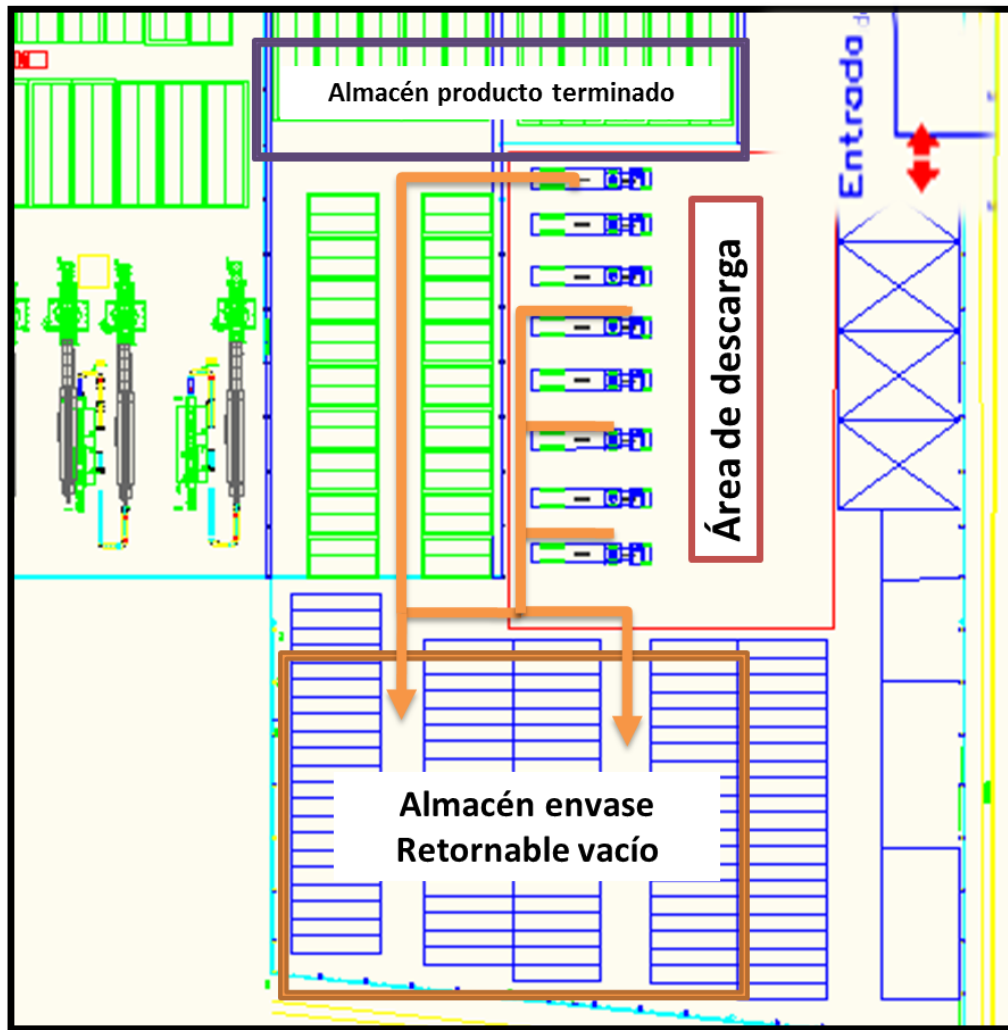 Almacén producto terminado
Entrada
Área de descarga
Almacén envase
Retornable vacío